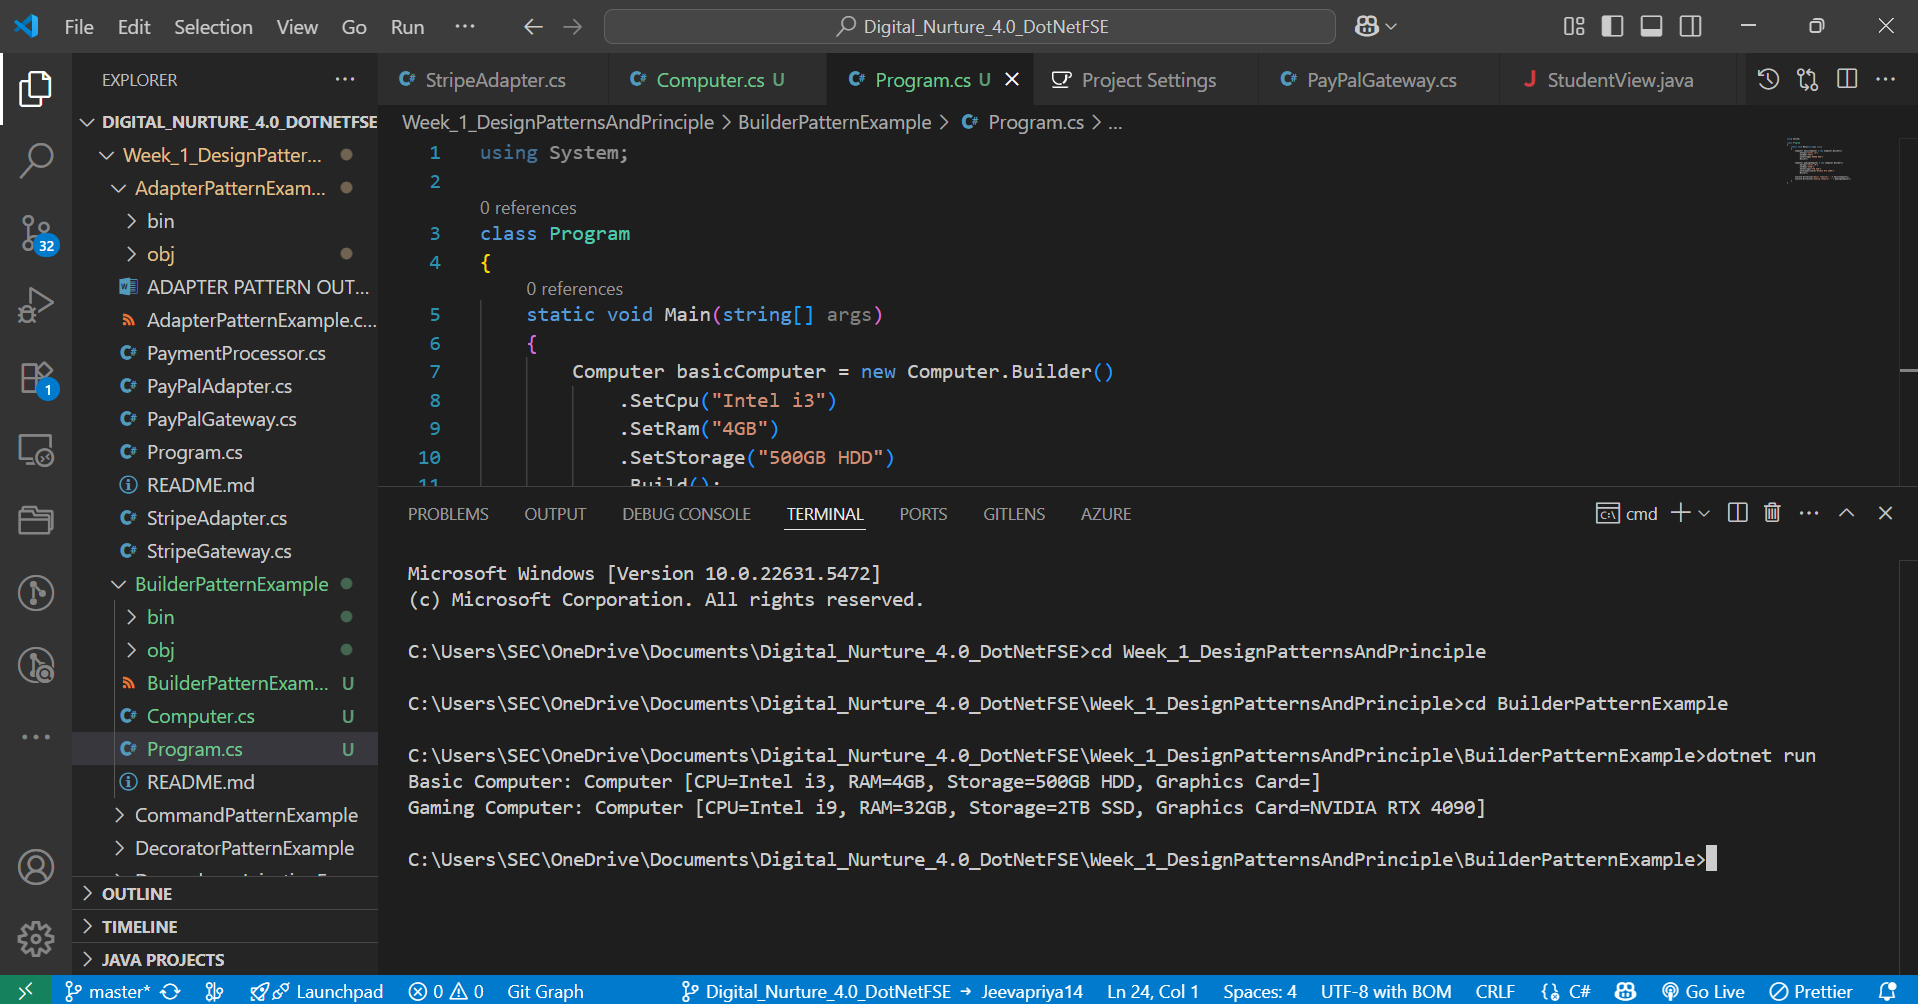 File Edit Selection View Go Run ··· Digital_Nurture_4.0_DotNetFSE
EXPLORER ···
DIGITAL_NURTURE_4.0_DOTNETFSE
Week_1_DesignPatter...
AdapterPatternExam...
bin
obj
ADAPTER PATTERN OUT...
AdapterPatternExample.c...
PaymentProcessor.cs
PayPalAdapter.cs
PayPalGateway.cs
Program.cs
README.md
StripeAdapter.cs
StripeGateway.cs
BuilderPatternExample
bin
obj
BuilderPatternExam... U
Computer.cs U
Program.cs U
README.md
CommandPatternExample
DecoratorPatternExample
OUTLINE
TIMELINE
JAVA PROJECTS
32
1
StripeAdapter.cs Computer.cs U Program.cs U Project Settings PayPalGateway.cs StudentView.java
Week_1_DesignPatternsAndPrinciple > BuilderPatternExample > Program.cs > ...
1 using System;
2
0 references
3 class Program
4 {
0 references
5 static void Main(string[] args)
6 {
7 Computer basicComputer = new Computer.Builder()
8 .SetCpu("Intel i3")
9 .SetRam("4GB")
10 .SetStorage("500GB HDD")
11 .Build();
PROBLEMS OUTPUT DEBUG CONSOLE TERMINAL PORTS GITLENS AZURE cmd
Microsoft Windows [Version 10.0.22631.5472]
(c) Microsoft Corporation. All rights reserved.
C:\Users\SEC\OneDrive\Documents\Digital_Nurture_4.0_DotNetFSE>cd Week_1_DesignPatternsAndPrinciple
C:\Users\SEC\OneDrive\Documents\Digital_Nurture_4.0_DotNetFSE\Week_1_DesignPatternsAndPrinciple>cd BuilderPatternExample
C:\Users\SEC\OneDrive\Documents\Digital_Nurture_4.0_DotNetFSE\Week_1_DesignPatternsAndPrinciple\BuilderPatternExample>dotnet run
Basic Computer: Computer [CPU=Intel i3, RAM=4GB, Storage=500GB HDD, Graphics Card=]
Gaming Computer: Computer [CPU=Intel i9, RAM=32GB, Storage=2TB SSD, Graphics Card=NVIDIA RTX 4090]
C:\Users\SEC\OneDrive\Documents\Digital_Nurture_4.0_DotNetFSE\Week_1_DesignPatternsAndPrinciple\BuilderPatternExample>
master* Launchpad 0 0 Git Graph Digital_Nurture_4.0_DotNetFSE → Jeevapriya14 Ln 24, Col 1 Spaces: 4 UTF-8 with BOM CRLF {} C# Go Live Prettier